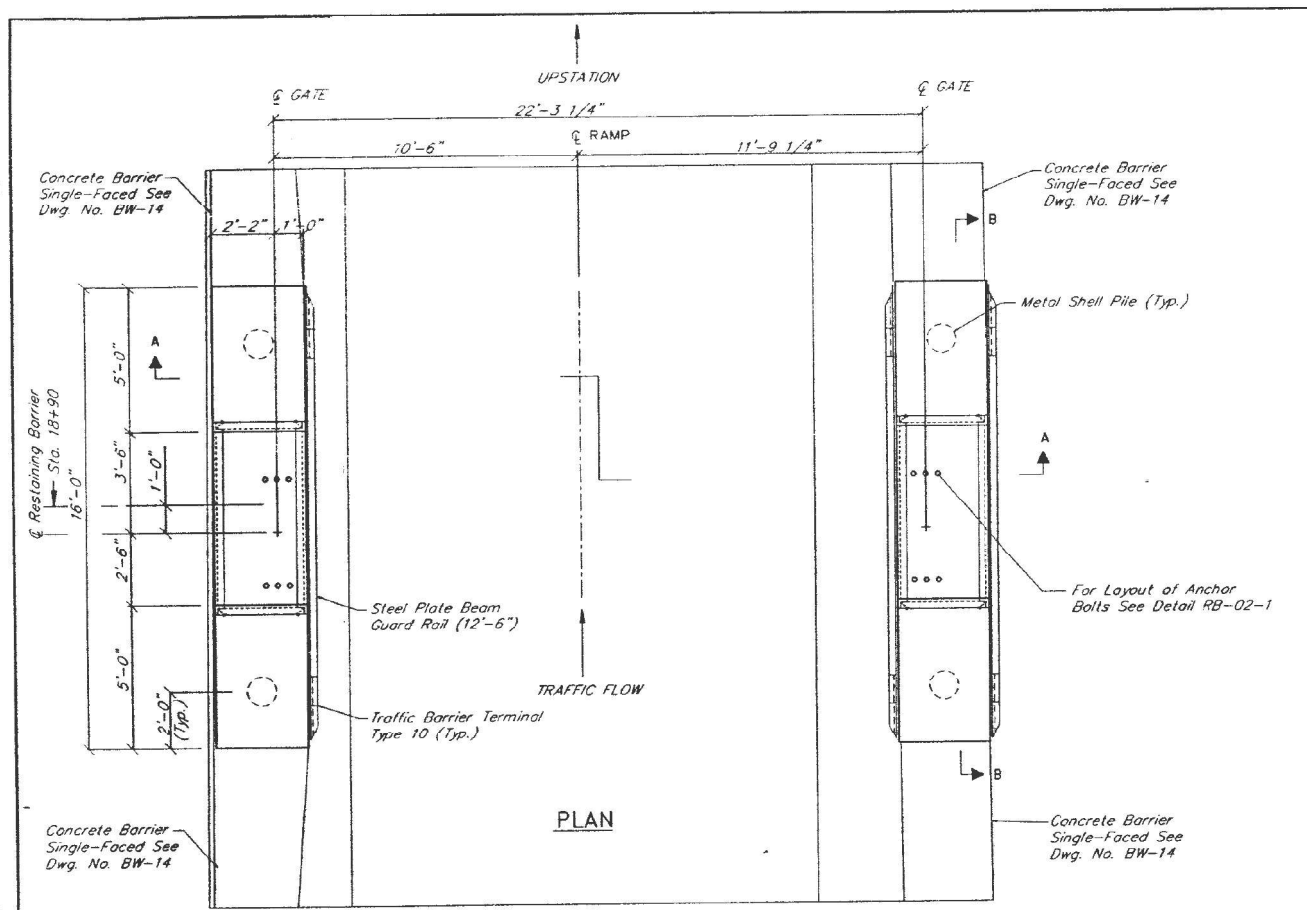 UPSTATION
℄ GATE
℄ GATE
22'-3 1/4"
℄ RAMP
10'-6"
11'-9 1/4"
Concrete Barrier
Single-Faced See
Dwg. No. BW-14
Concrete Barrier
Single-Faced See
Dwg. No. BW-14
2'-2"
1'-0"
B
Metal Shell Pile (Typ.)
A
5'-0"
A
℄ Restaining Barrier
Sta. 18+90
16'-0"
3'-6"
1'-0"
2'-6"
5'-0"
2'-0"
(Typ.)
For Layout of Anchor
Bolts See Detail RB-02-1
Steel Plate Beam
Guard Rail (12'-6")
TRAFFIC FLOW
Traffic Barrier Terminal
Type 10 (Typ.)
B
PLAN
Concrete Barrier
Single-Faced See
Dwg. No. BW-14
Concrete Barrier
Single-Faced See
Dwg. No. BW-14